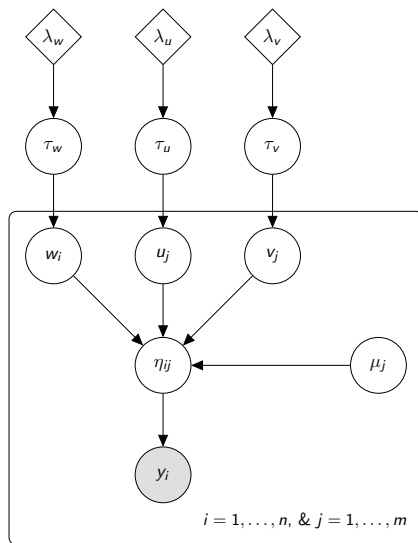 λ_w λ_u λ_v
τ_w τ_u τ_v
w_i u_j v_j
η_ij μ_j
y_i
i = 1, . . . , n, & j = 1, . . . , m